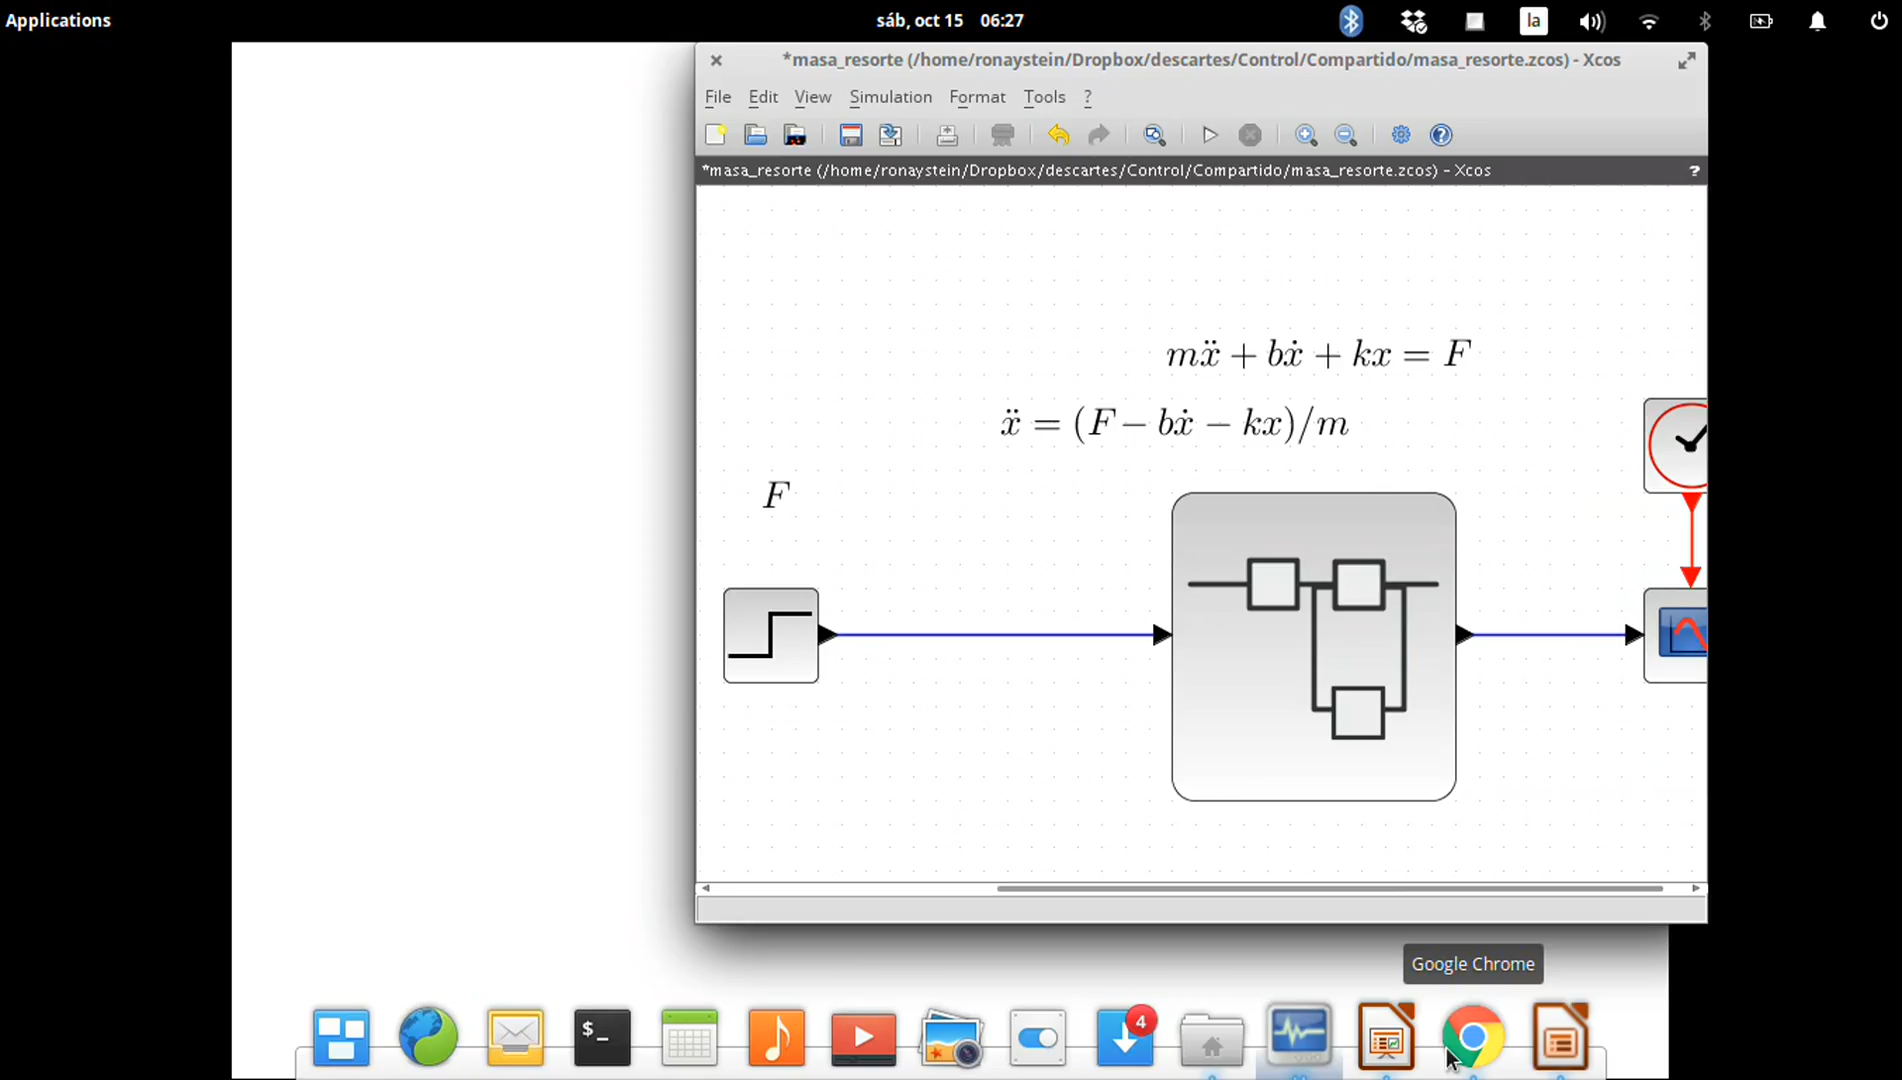 Applications
sáb, oct 15 06:27
la
*masa_resorte (/home/ronaystein/Dropbox/descartes/Control/Compartido/masa_resorte.zcos) - Xcos
File Edit View Simulation Format Tools ?
*masa_resorte (/home/ronaystein/Dropbox/descartes/Control/Compartido/masa_resorte.zcos) - Xcos ?
mẍ + bẋ + kx = F
ẍ = (F − bẋ − kx)/m
F
Google Chrome
4
$_